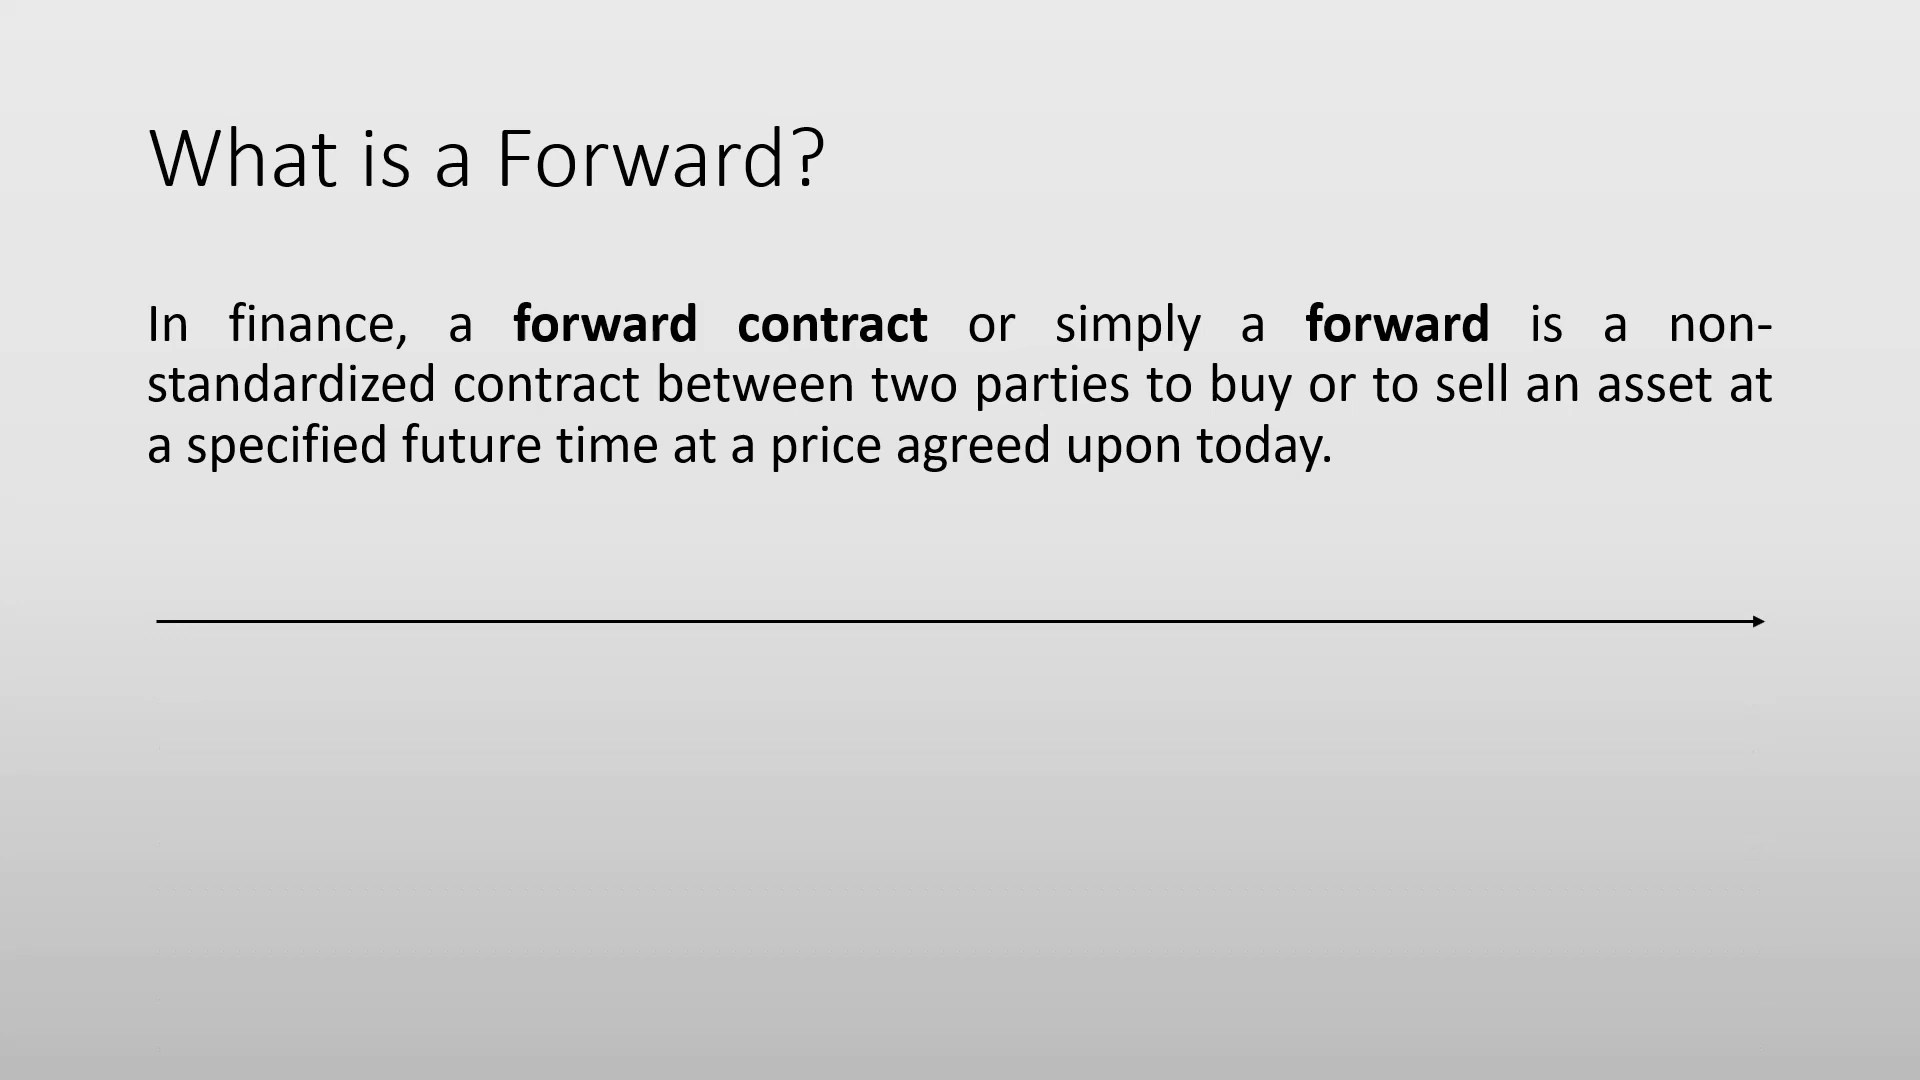 What is a Forward?
In finance, a forward contract or simply a forward is a non-
standardized contract between two parties to buy or to sell an asset at
a specified future time at a price agreed upon today.